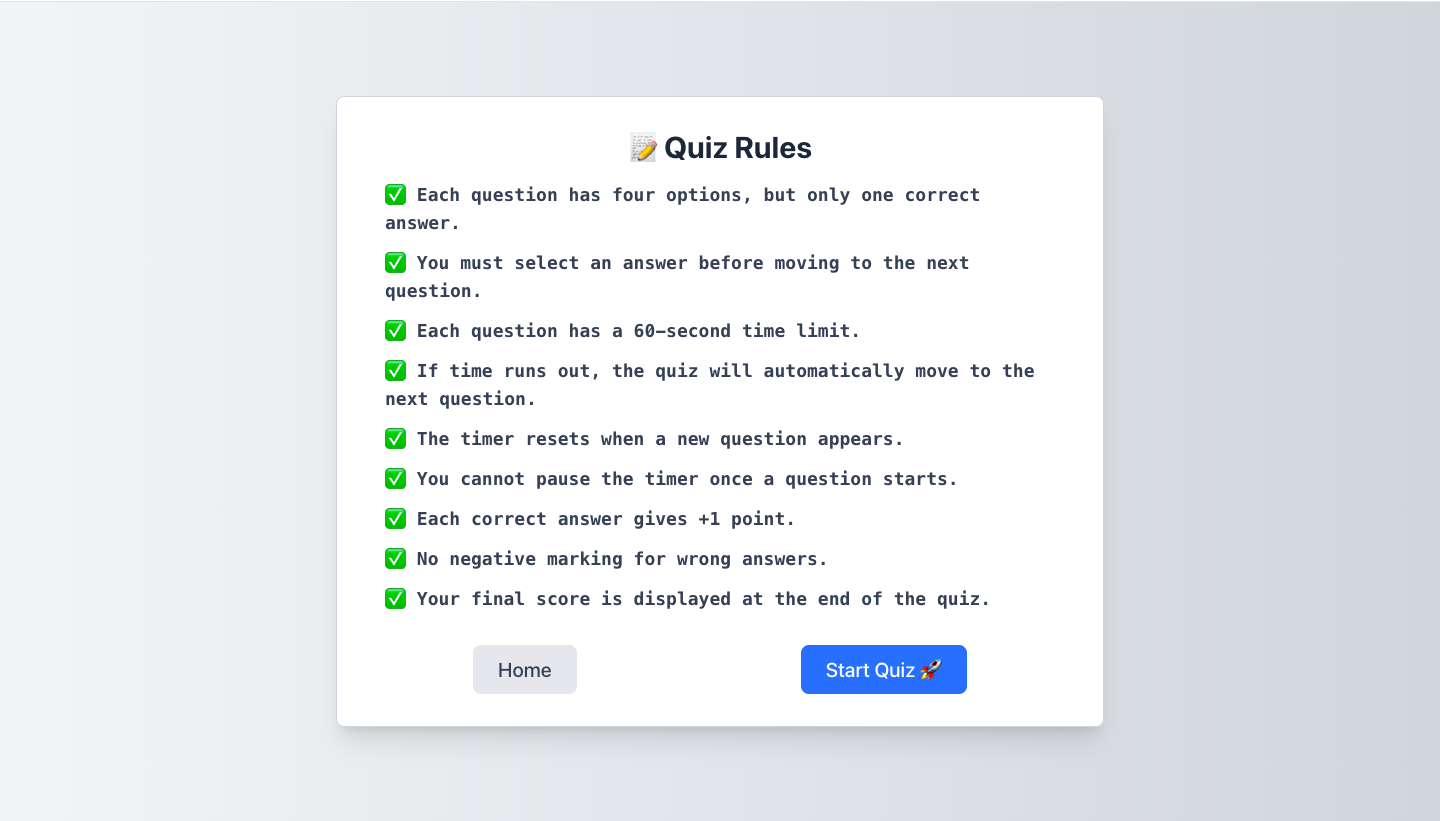 📝 Quiz Rules
✅ Each question has four options, but only one correct
answer.
✅ You must select an answer before moving to the next
question.
✅ Each question has a 60-second time limit.
✅ If time runs out, the quiz will automatically move to the
next question.
✅ The timer resets when a new question appears.
✅ You cannot pause the timer once a question starts.
✅ Each correct answer gives +1 point.
✅ No negative marking for wrong answers.
✅ Your final score is displayed at the end of the quiz.
Home
Start Quiz 🚀